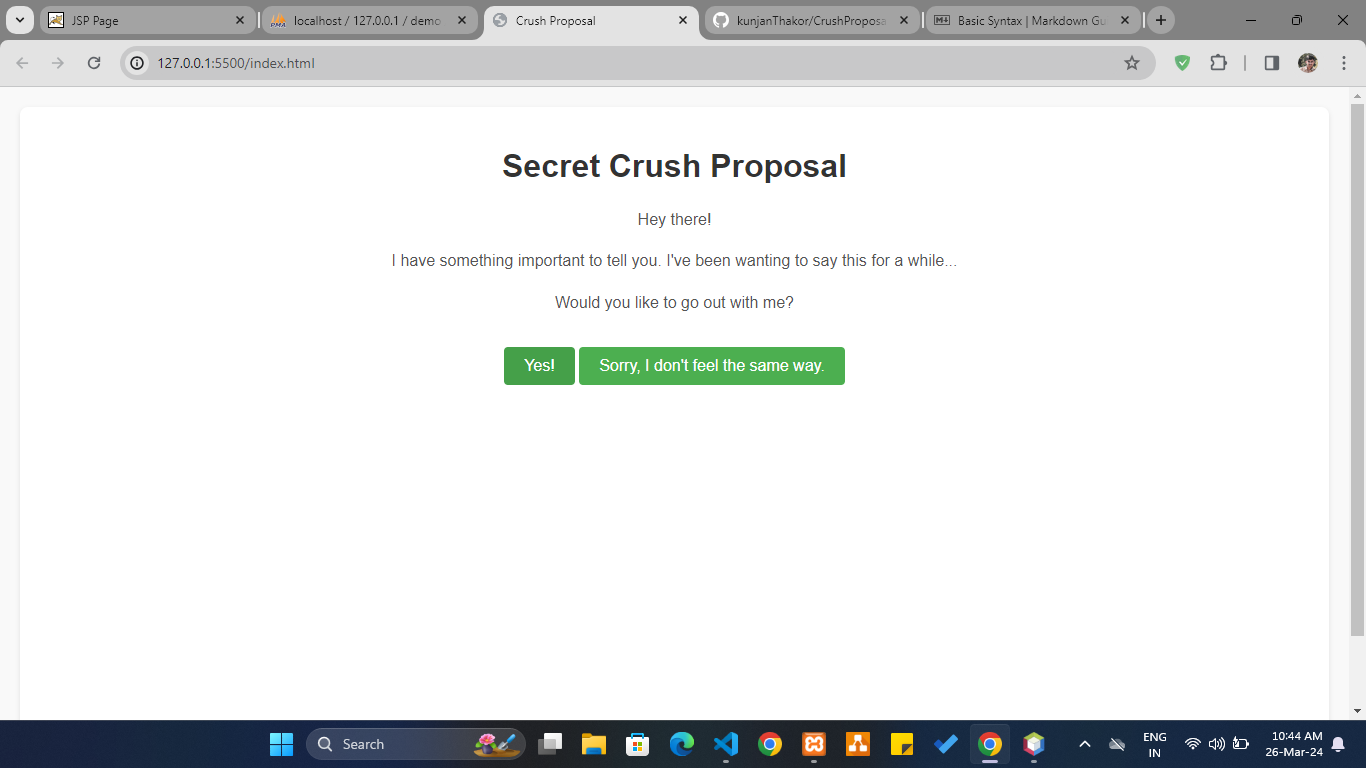 JSP Page
localhost / 127.0.0.1 / demo
Crush Proposal
kunjanThakor/CrushProposa
Basic Syntax | Markdown Gu
127.0.0.1:5500/index.html
Secret Crush Proposal
Hey there!
I have something important to tell you. I've been wanting to say this for a while...
Would you like to go out with me?
Yes!
Sorry, I don't feel the same way.
Search
ENG
IN
10:44 AM
26-Mar-24